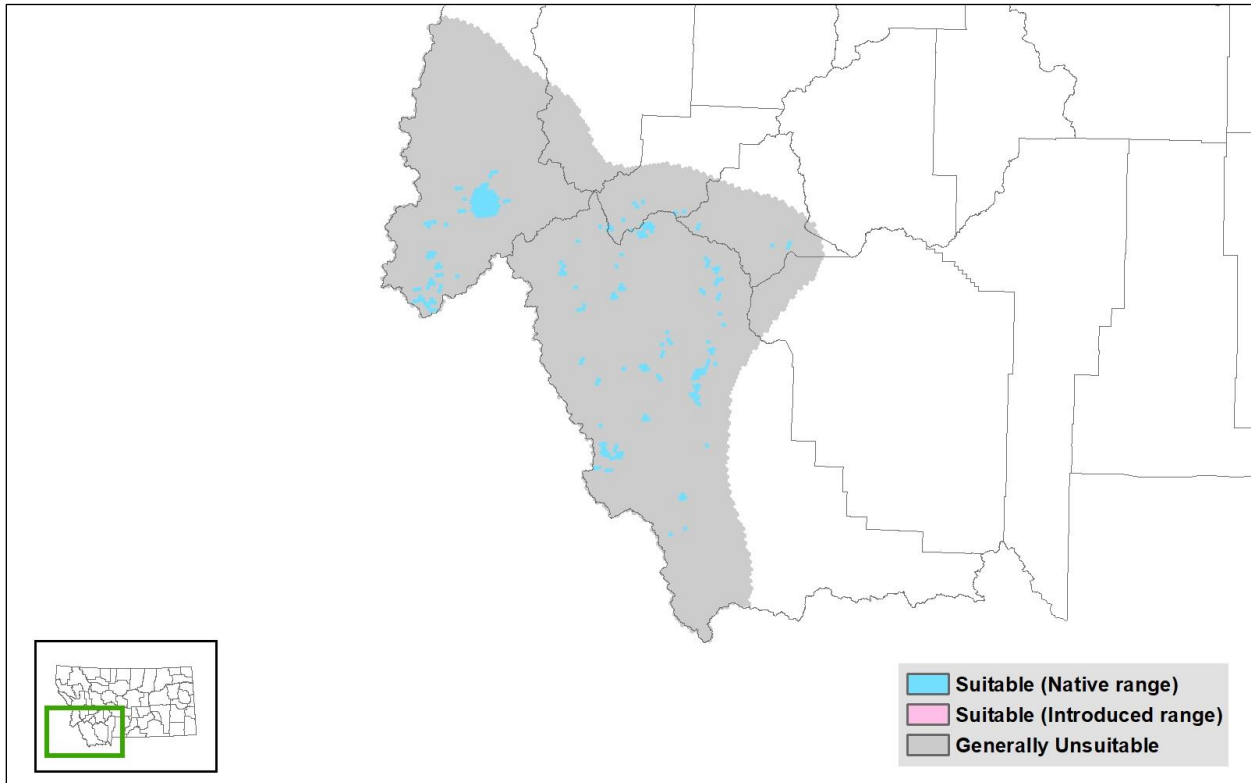 Suitable (Native range)
Suitable (Introduced range)
Generally Unsuitable